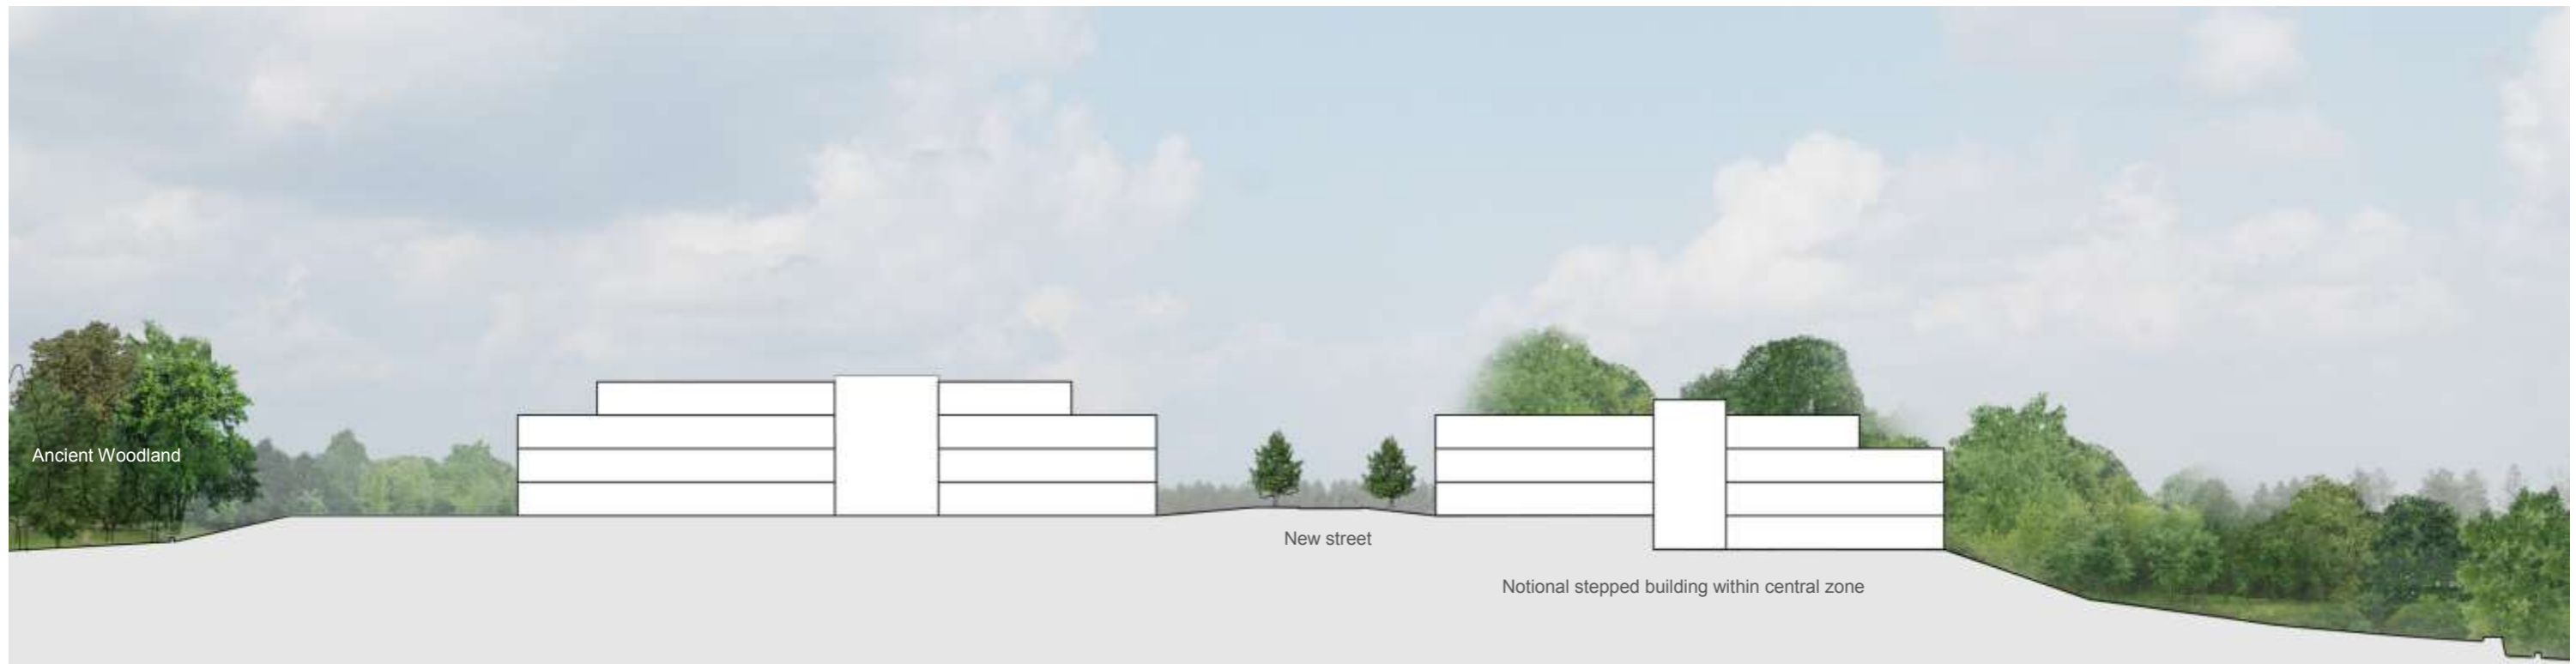 Ancient Woodland
New street
Notional stepped building within central zone